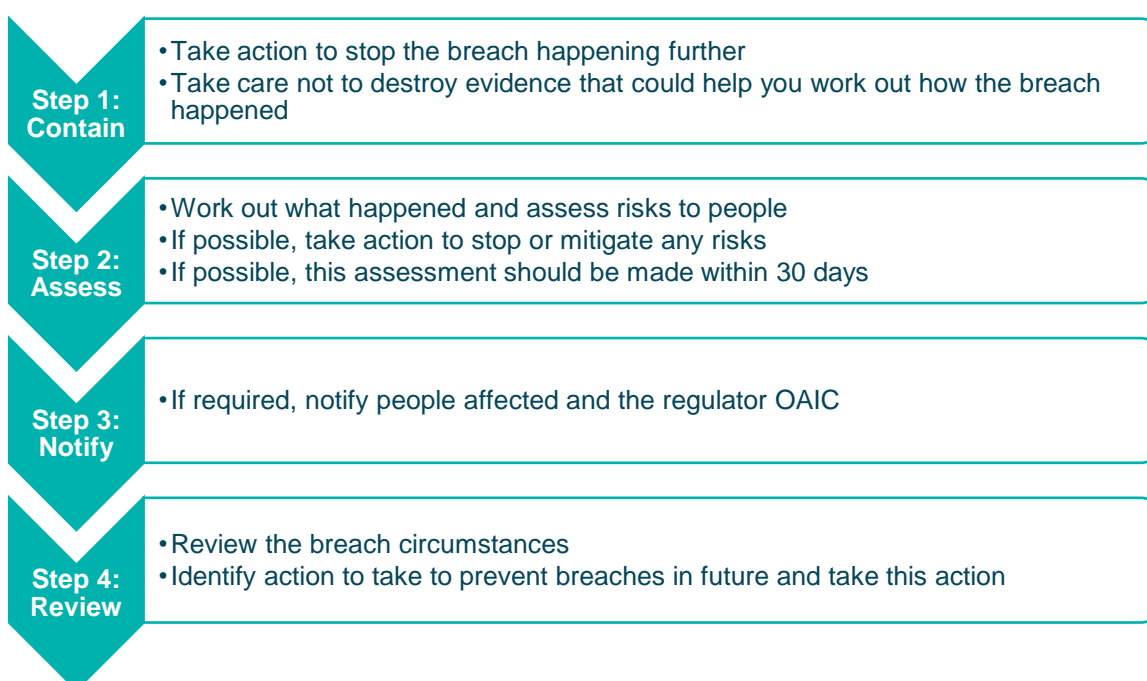 Step 1:
Contain
•Take action to stop the breach happening further
•Take care not to destroy evidence that could help you work out how the breach
happened
Step 2:
Assess
•Work out what happened and assess risks to people
•If possible, take action to stop or mitigate any risks
•If possible, this assessment should be made within 30 days
Step 3:
Notify
•If required, notify people affected and the regulator OAIC
Step 4:
Review
•Review the breach circumstances
•Identify action to take to prevent breaches in future and take this action